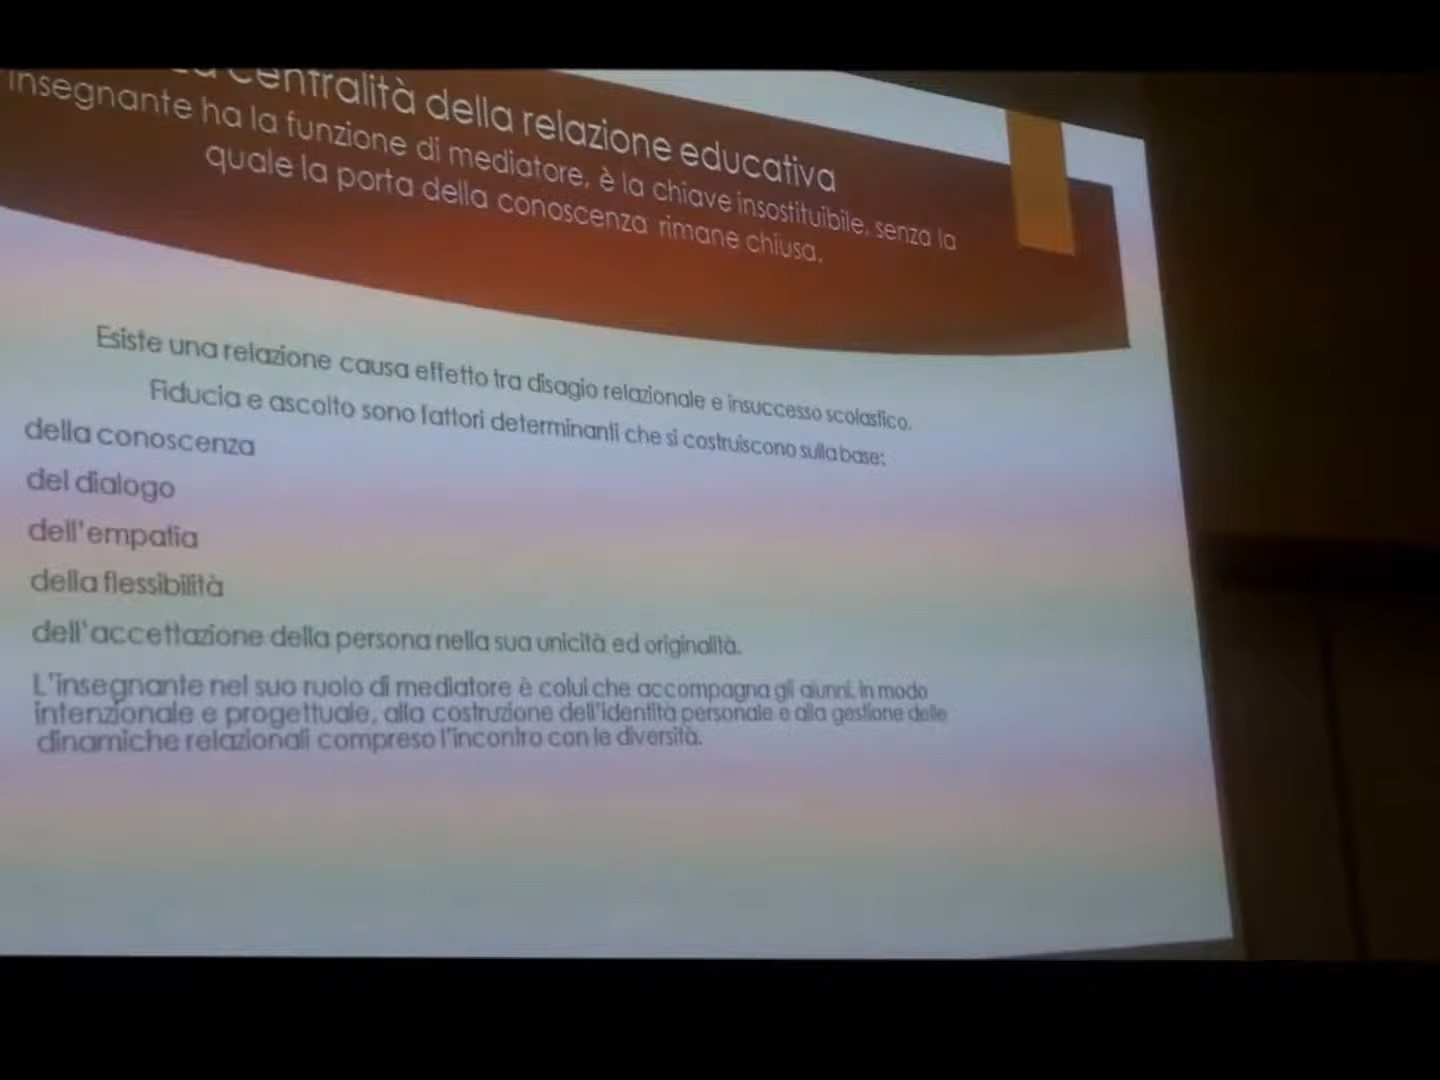 centralità della relazione educativa
insegnante ha la funzione di mediatore, è la chiave insostituibile, senza la
quale la porta della conoscenza rimane chiusa.
Esiste una relazione causa effetto tra disagio relazionale e insuccesso scolastico.
Fiducia e ascolto sono fattori determinanti che si costruiscono sulla base:
della conoscenza
del dialogo
dell'empatia
della flessibilità
dell'accettazione della persona nella sua unicità ed originalità.
L'insegnante nel suo ruolo di mediatore è colui che accompagna gli alunni, in modo
intenzionale e progettuale, alla costruzione dell'identità personale e alla gestione delle
dinamiche relazionali compreso l'incontro con le diversità.